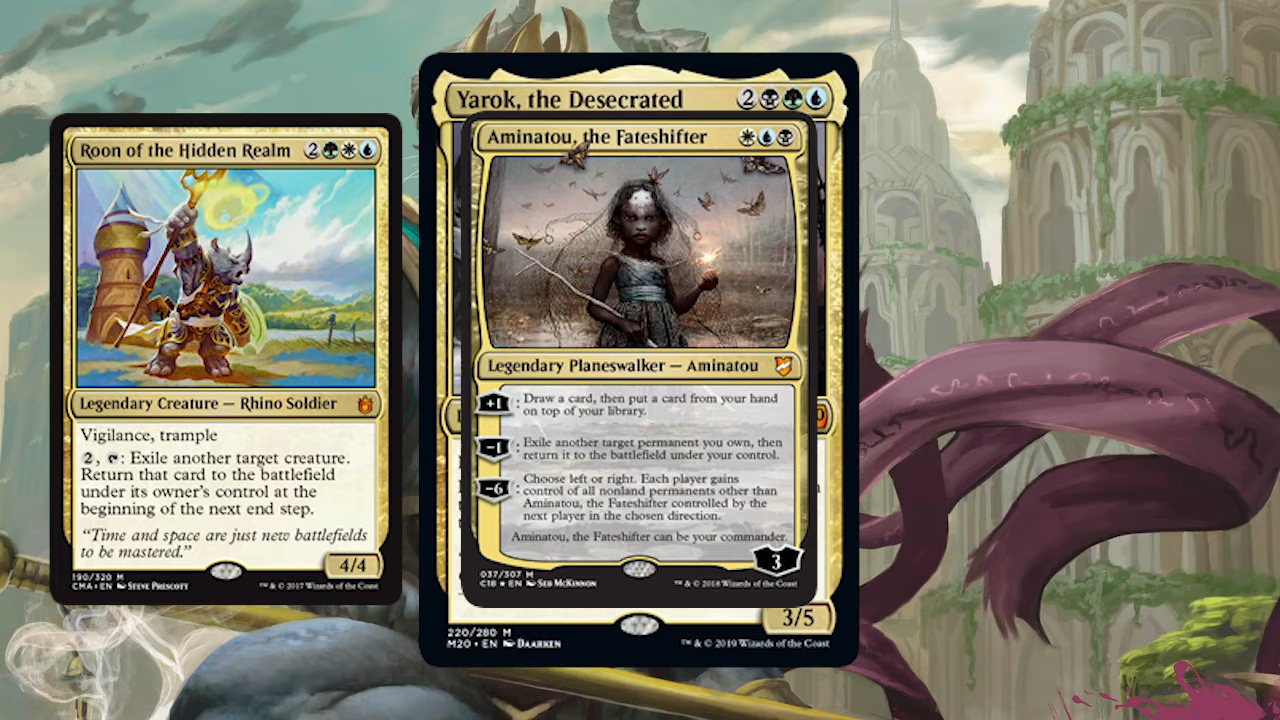 Roon of the Hidden Realm 2
Legendary Creature — Rhino Soldier
Vigilance, trample
2, : Exile another target creature.
Return that card to the battlefield
under its owner's control at the
beginning of the next end step.
"Time and space are just new battlefields
to be mastered."
4/4
190/320 M
CMA • EN STEVE PRESCOTT
™ & © 2017 Wizards of the Coast
Yarok, the Desecrated 2
Aminatou, the Fateshifter
Legendary Planeswalker — Aminatou
+1 : Draw a card, then put a card from your hand
on top of your library.
−1 : Exile another target permanent you own, then
return it to the battlefield under your control.
−6 : Choose left or right. Each player gains
control of all nonland permanents other than
Aminatou, the Fateshifter controlled by the
next player in the chosen direction.
Aminatou, the Fateshifter can be your commander.
3
037/307 M
C18 ★ EN SEB MCKINNON
™ & © 2018 Wizards of the Coast
3/5
220/280 M
M20 • EN DAARKEN
™ & © 2019 Wizards of the Coast